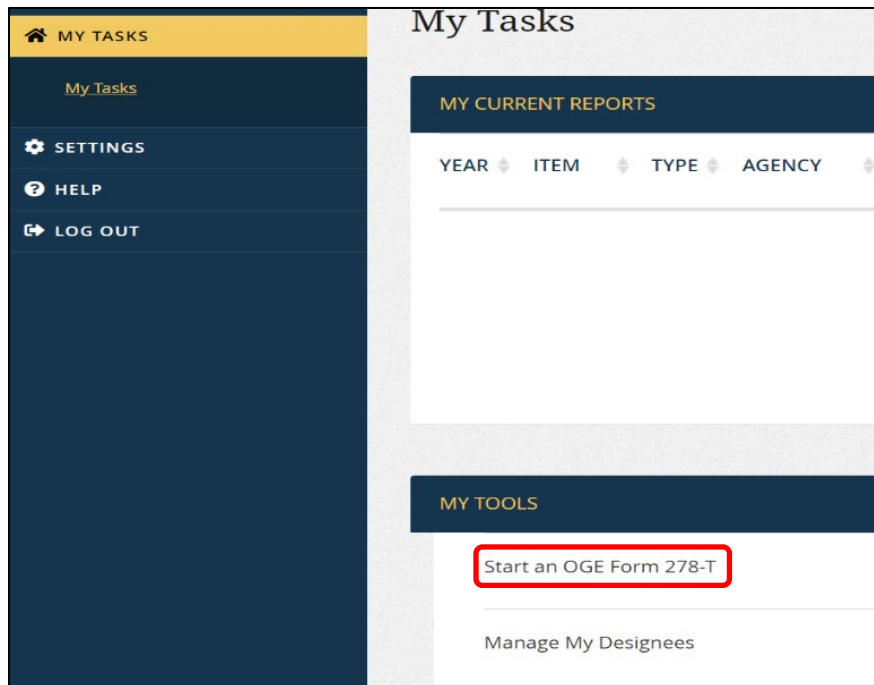 MY TASKS
My Tasks
SETTINGS
HELP
LOG OUT
My Tasks
MY CURRENT REPORTS
YEAR ITEM TYPE AGENCY
MY TOOLS
Start an OGE Form 278-T
Manage My Designees